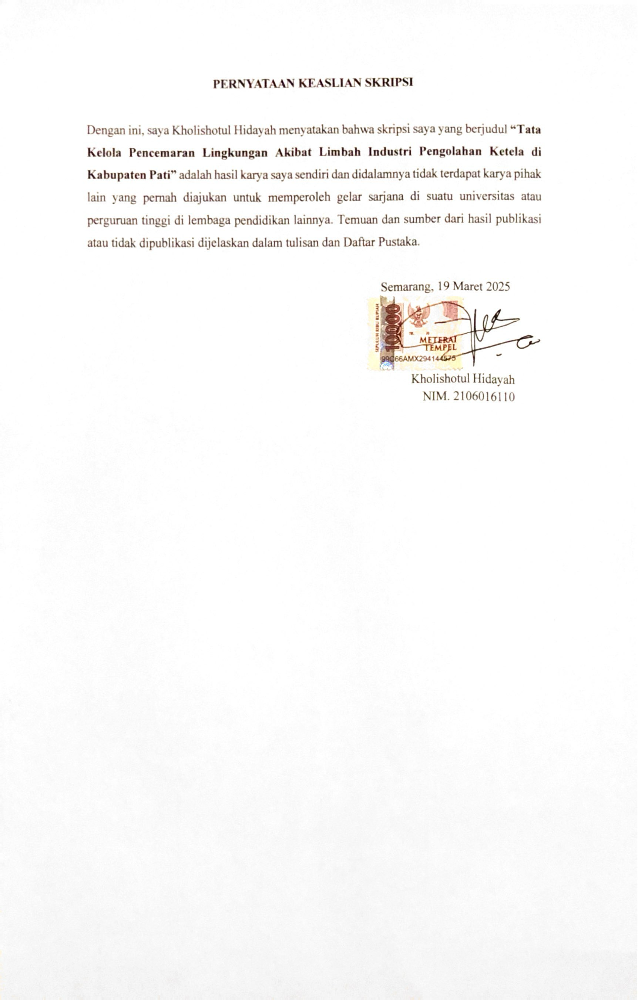 PERNYATAAN KEASLIAN SKRIPSI
Dengan ini, saya Kholishotul Hidayah menyatakan bahwa skripsi saya yang berjudul “Tata
Kelola Pencemaran Lingkungan Akibat Limbah Industri Pengolahan Ketela di
Kabupaten Pati” adalah hasil karya saya sendiri dan didalamnya tidak terdapat karya pihak
lain yang pernah diajukan untuk memperoleh gelar sarjana di suatu universitas atau
perguruan tinggi di lembaga pendidikan lainnya. Temuan dan sumber dari hasil publikasi
atau tidak dipublikasi dijelaskan dalam tulisan dan Daftar Pustaka.
Semarang, 19 Maret 2025
SEPULUH RIBU RUPIAH
10000
TGL. 20
METERAI
TEMPEL
99C66AMX294144575
Kholishotul Hidayah
NIM. 2106016110